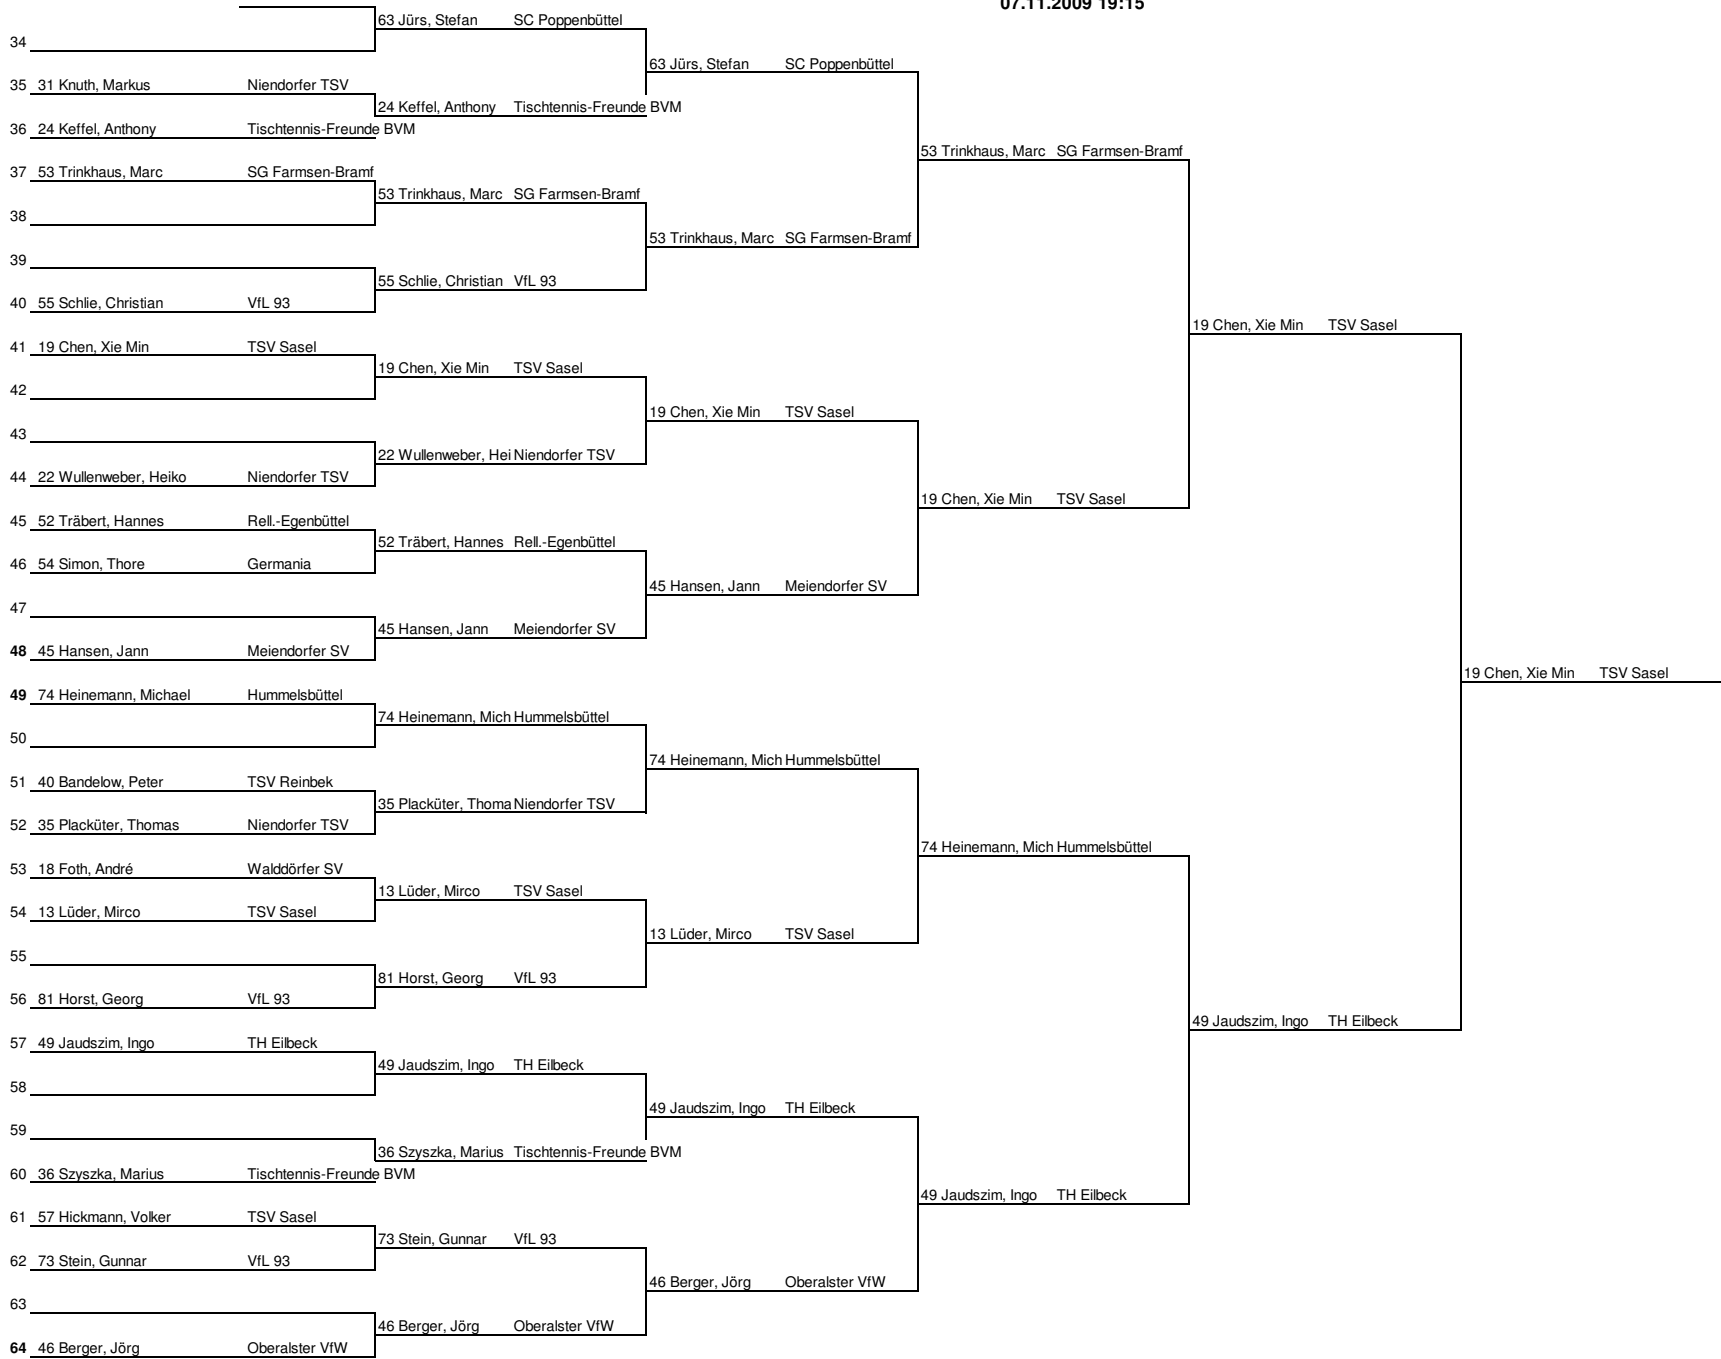 07.11.2009 19:15
63 Jürs, Stefan SC Poppenbüttel
34
63 Jürs, Stefan SC Poppenbüttel
35 31 Knuth, Markus Niendorfer TSV
24 Keffel, Anthony Tischtennis-Freunde BVM
36 24 Keffel, Anthony Tischtennis-Freunde BVM
53 Trinkhaus, Marc SG Farmsen-Bramf
37 53 Trinkhaus, Marc SG Farmsen-Bramf
53 Trinkhaus, Marc SG Farmsen-Bramf
38
53 Trinkhaus, Marc SG Farmsen-Bramf
39
55 Schlie, Christian VfL 93
40 55 Schlie, Christian VfL 93
19 Chen, Xie Min TSV Sasel
41 19 Chen, Xie Min TSV Sasel
19 Chen, Xie Min TSV Sasel
42
19 Chen, Xie Min TSV Sasel
43
22 Wullenweber, Hei Niendorfer TSV
44 22 Wullenweber, Heiko Niendorfer TSV
19 Chen, Xie Min TSV Sasel
45 52 Träbert, Hannes Rell.-Egenbüttel
52 Träbert, Hannes Rell.-Egenbüttel
46 54 Simon, Thore Germania
45 Hansen, Jann Meiendorfer SV
47
45 Hansen, Jann Meiendorfer SV
48 45 Hansen, Jann Meiendorfer SV
19 Chen, Xie Min TSV Sasel
49 74 Heinemann, Michael Hummelsbüttel
74 Heinemann, Mich Hummelsbüttel
50
74 Heinemann, Mich Hummelsbüttel
51 40 Bandelow, Peter TSV Reinbek
35 Placküter, Thoma Niendorfer TSV
52 35 Placküter, Thomas Niendorfer TSV
74 Heinemann, Mich Hummelsbüttel
53 18 Foth, André Walddörfer SV
13 Lüder, Mirco TSV Sasel
54 13 Lüder, Mirco TSV Sasel
13 Lüder, Mirco TSV Sasel
55
81 Horst, Georg VfL 93
56 81 Horst, Georg VfL 93
49 Jaudszim, Ingo TH Eilbeck
57 49 Jaudszim, Ingo TH Eilbeck
49 Jaudszim, Ingo TH Eilbeck
58
49 Jaudszim, Ingo TH Eilbeck
59
36 Szyszka, Marius Tischtennis-Freunde BVM
60 36 Szyszka, Marius Tischtennis-Freunde BVM
49 Jaudszim, Ingo TH Eilbeck
61 57 Hickmann, Volker TSV Sasel
73 Stein, Gunnar VfL 93
62 73 Stein, Gunnar VfL 93
46 Berger, Jörg Oberalster VfW
63
46 Berger, Jörg Oberalster VfW
64 46 Berger, Jörg Oberalster VfW